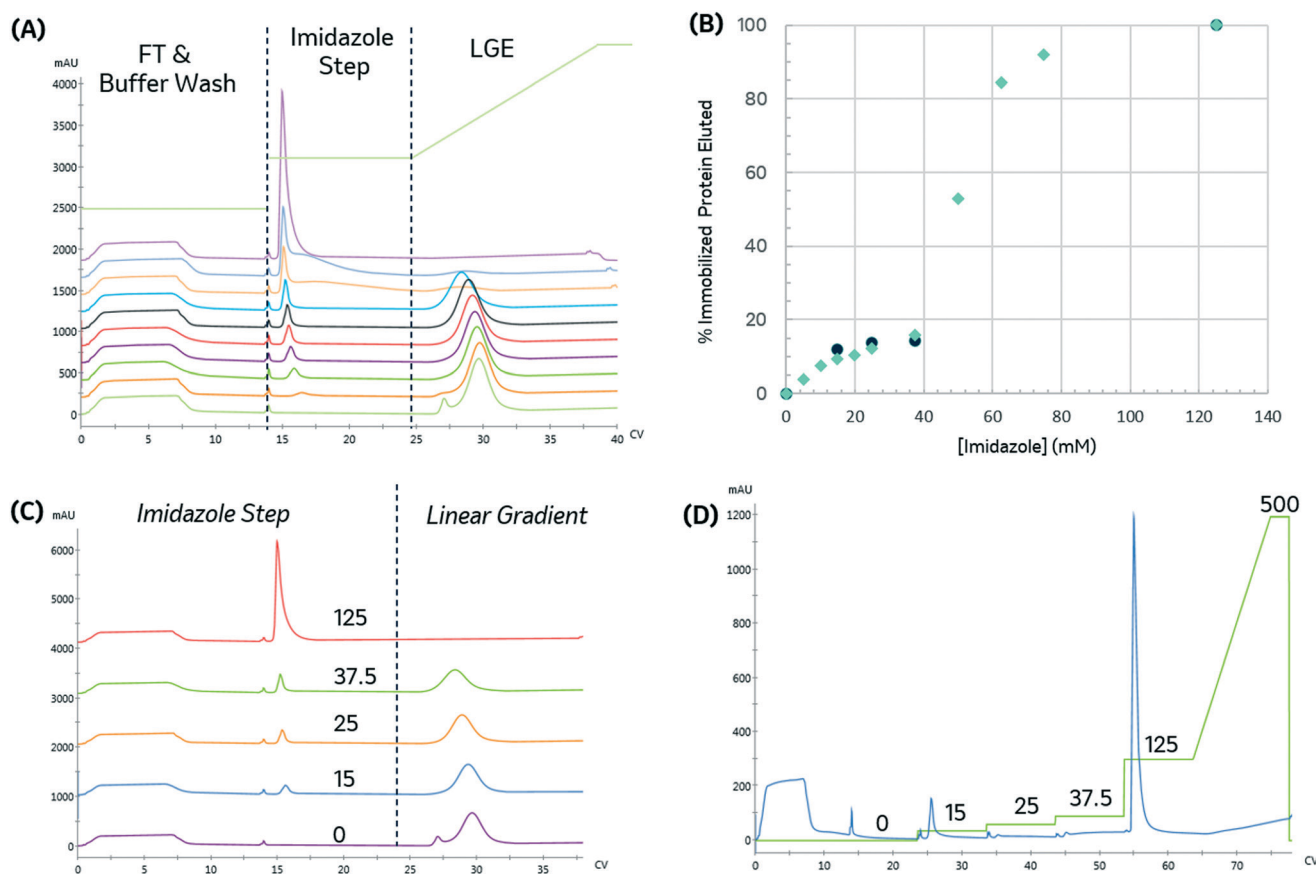 (A)
FT &
Buffer Wash
Imidazole
Step
LGE
mAU
4000
3500
3000
2500
2000
1500
1000
500
0
0 5 10 15 20 25 30 35 40 CV
(B)
% Immobilized Protein Eluted
100
80
60
40
20
0
0 20 40 60 80 100 120 140
[Imidazole] (mM)
(C)
mAU
Imidazole Step
Linear Gradient
6000
5000
4000
3000
2000
1000
0
125
37.5
25
15
0
0 5 10 15 20 25 30 35 CV
(D)
mAU
1200
1000
800
600
400
200
0
0
15
25
37.5
125
500
0 10 20 30 40 50 60 70 CV